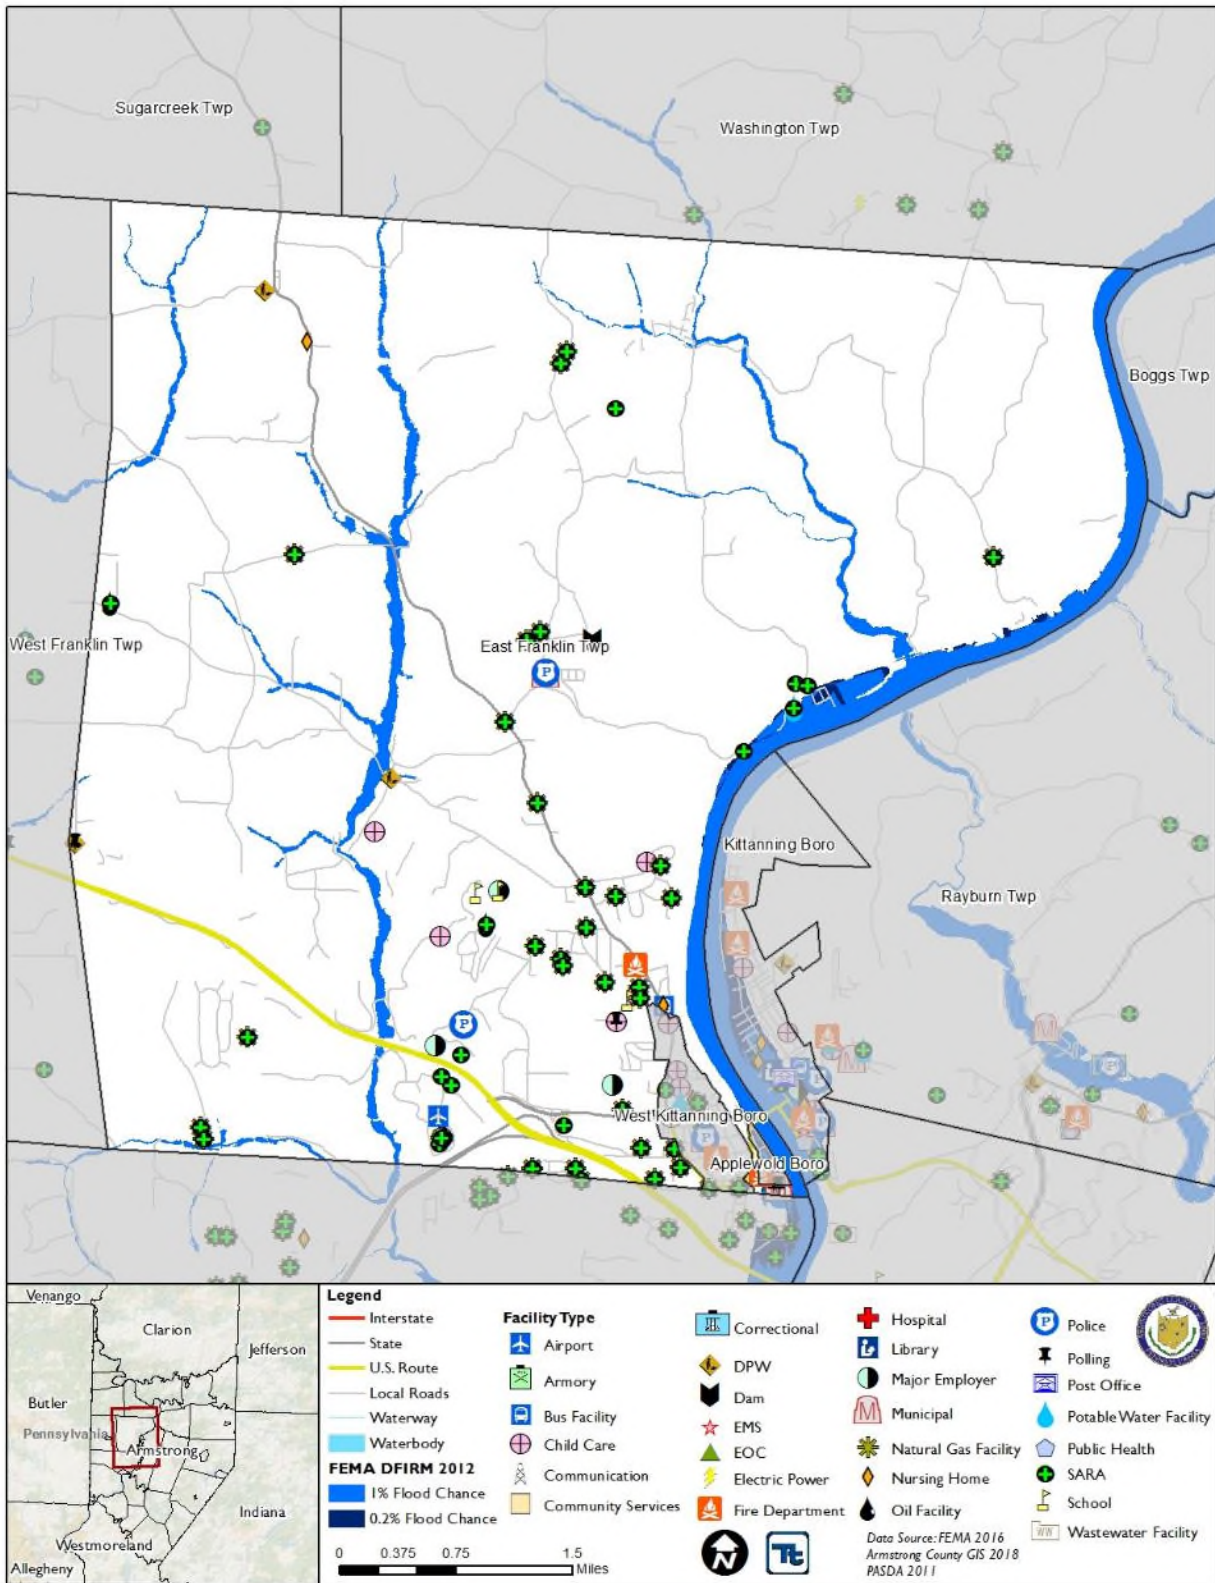 Sugarcreek Twp
Washington Twp
Boggs Twp
West Franklin Twp
East Franklin Twp
P
Kittanning Boro
Rayburn Twp
P
West Kittanning Boro
Applewold Boro
Venango
Clarion
Jefferson
Butler
Pennsylvania
Armstrong
Indiana
Westmoreland
Allegheny
Legend
Interstate
State
U.S. Route
Local Roads
Waterway
Waterbody
FEMA DFIRM 2012
1% Flood Chance
0.2% Flood Chance
0 0.375 0.75 1.5
Miles
Facility Type
Airport
Armory
Bus Facility
Child Care
Communication
Community Services
Correctional
DPW
Dam
EMS
EOC
Electric Power
Fire Department
N
Tt
Hospital
Library
Major Employer
Municipal
Natural Gas Facility
Nursing Home
Oil Facility
Data Source: FEMA 2016
Armstrong County GIS 2018
PASDA 2011
P Police
Polling
Post Office
Potable Water Facility
Public Health
SARA
School
WW Wastewater Facility